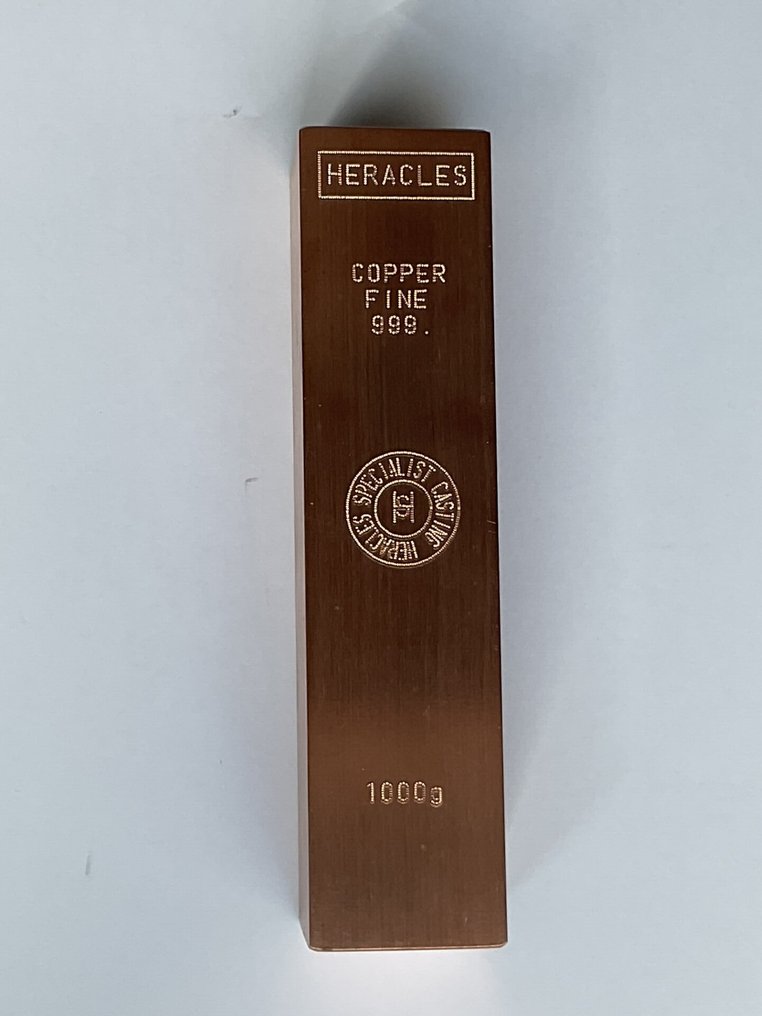 HERACLES
COPPER
FINE
999.
HERACLES SPECIALIST CASTING
1000g